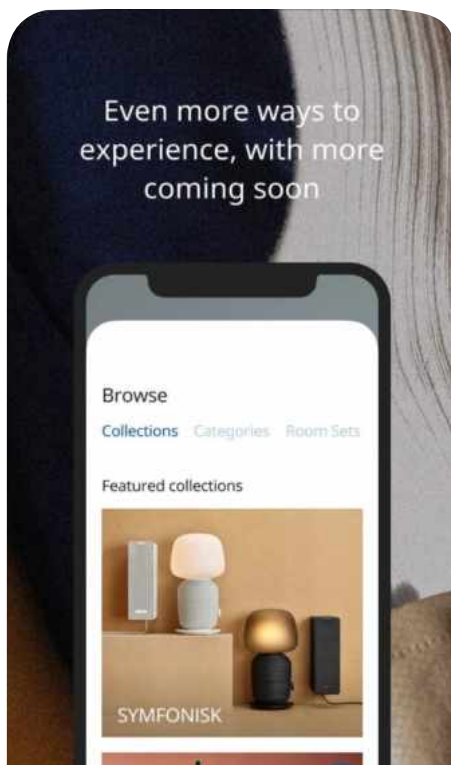 Even more ways to
experience, with more
coming soon
Browse
Collections Categories Room Sets
Featured collections
SYMFONISK